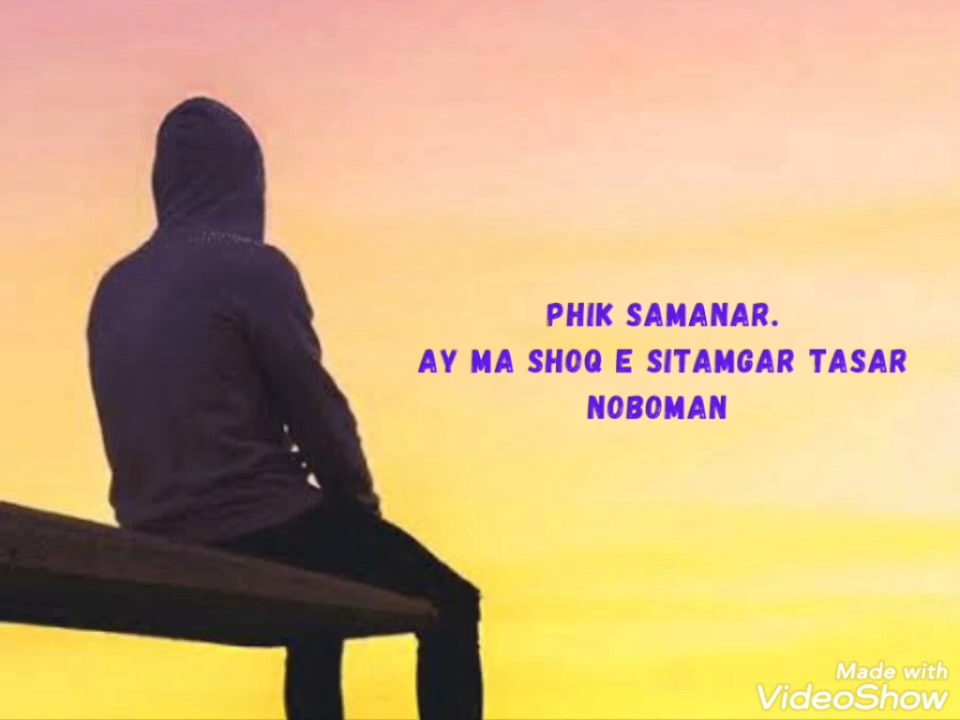 PHIK SAMANAR.
AY MA SHOQ E SITAMGAR TASAR
NOBOMAN
Made with
VideoShow